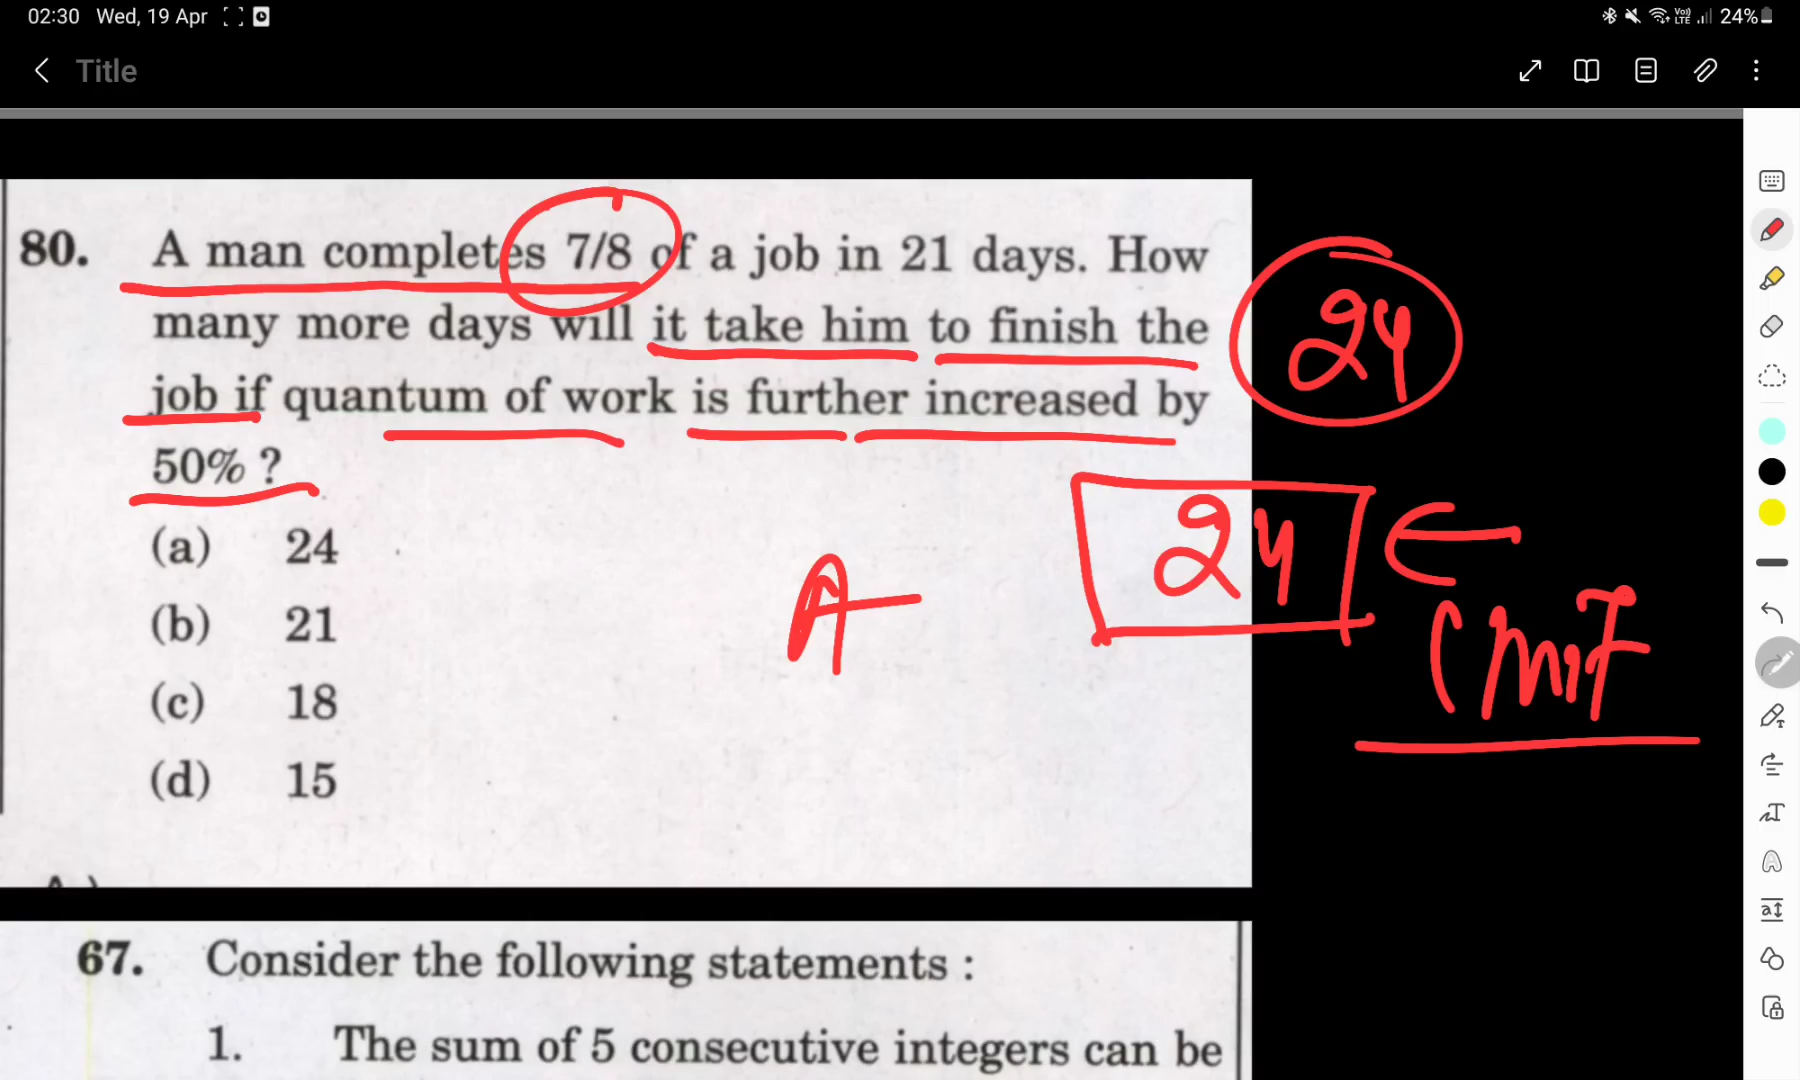 02:30 Wed, 19 Apr
24%
Title
80. A man completes 7/8 of a job in 21 days. How
many more days will it take him to finish the
job if quantum of work is further increased by
50% ?
24
(a) 24
(b) 21
(c) 18
(d) 15
A
24
67. Consider the following statements :
1. The sum of 5 consecutive integers can be